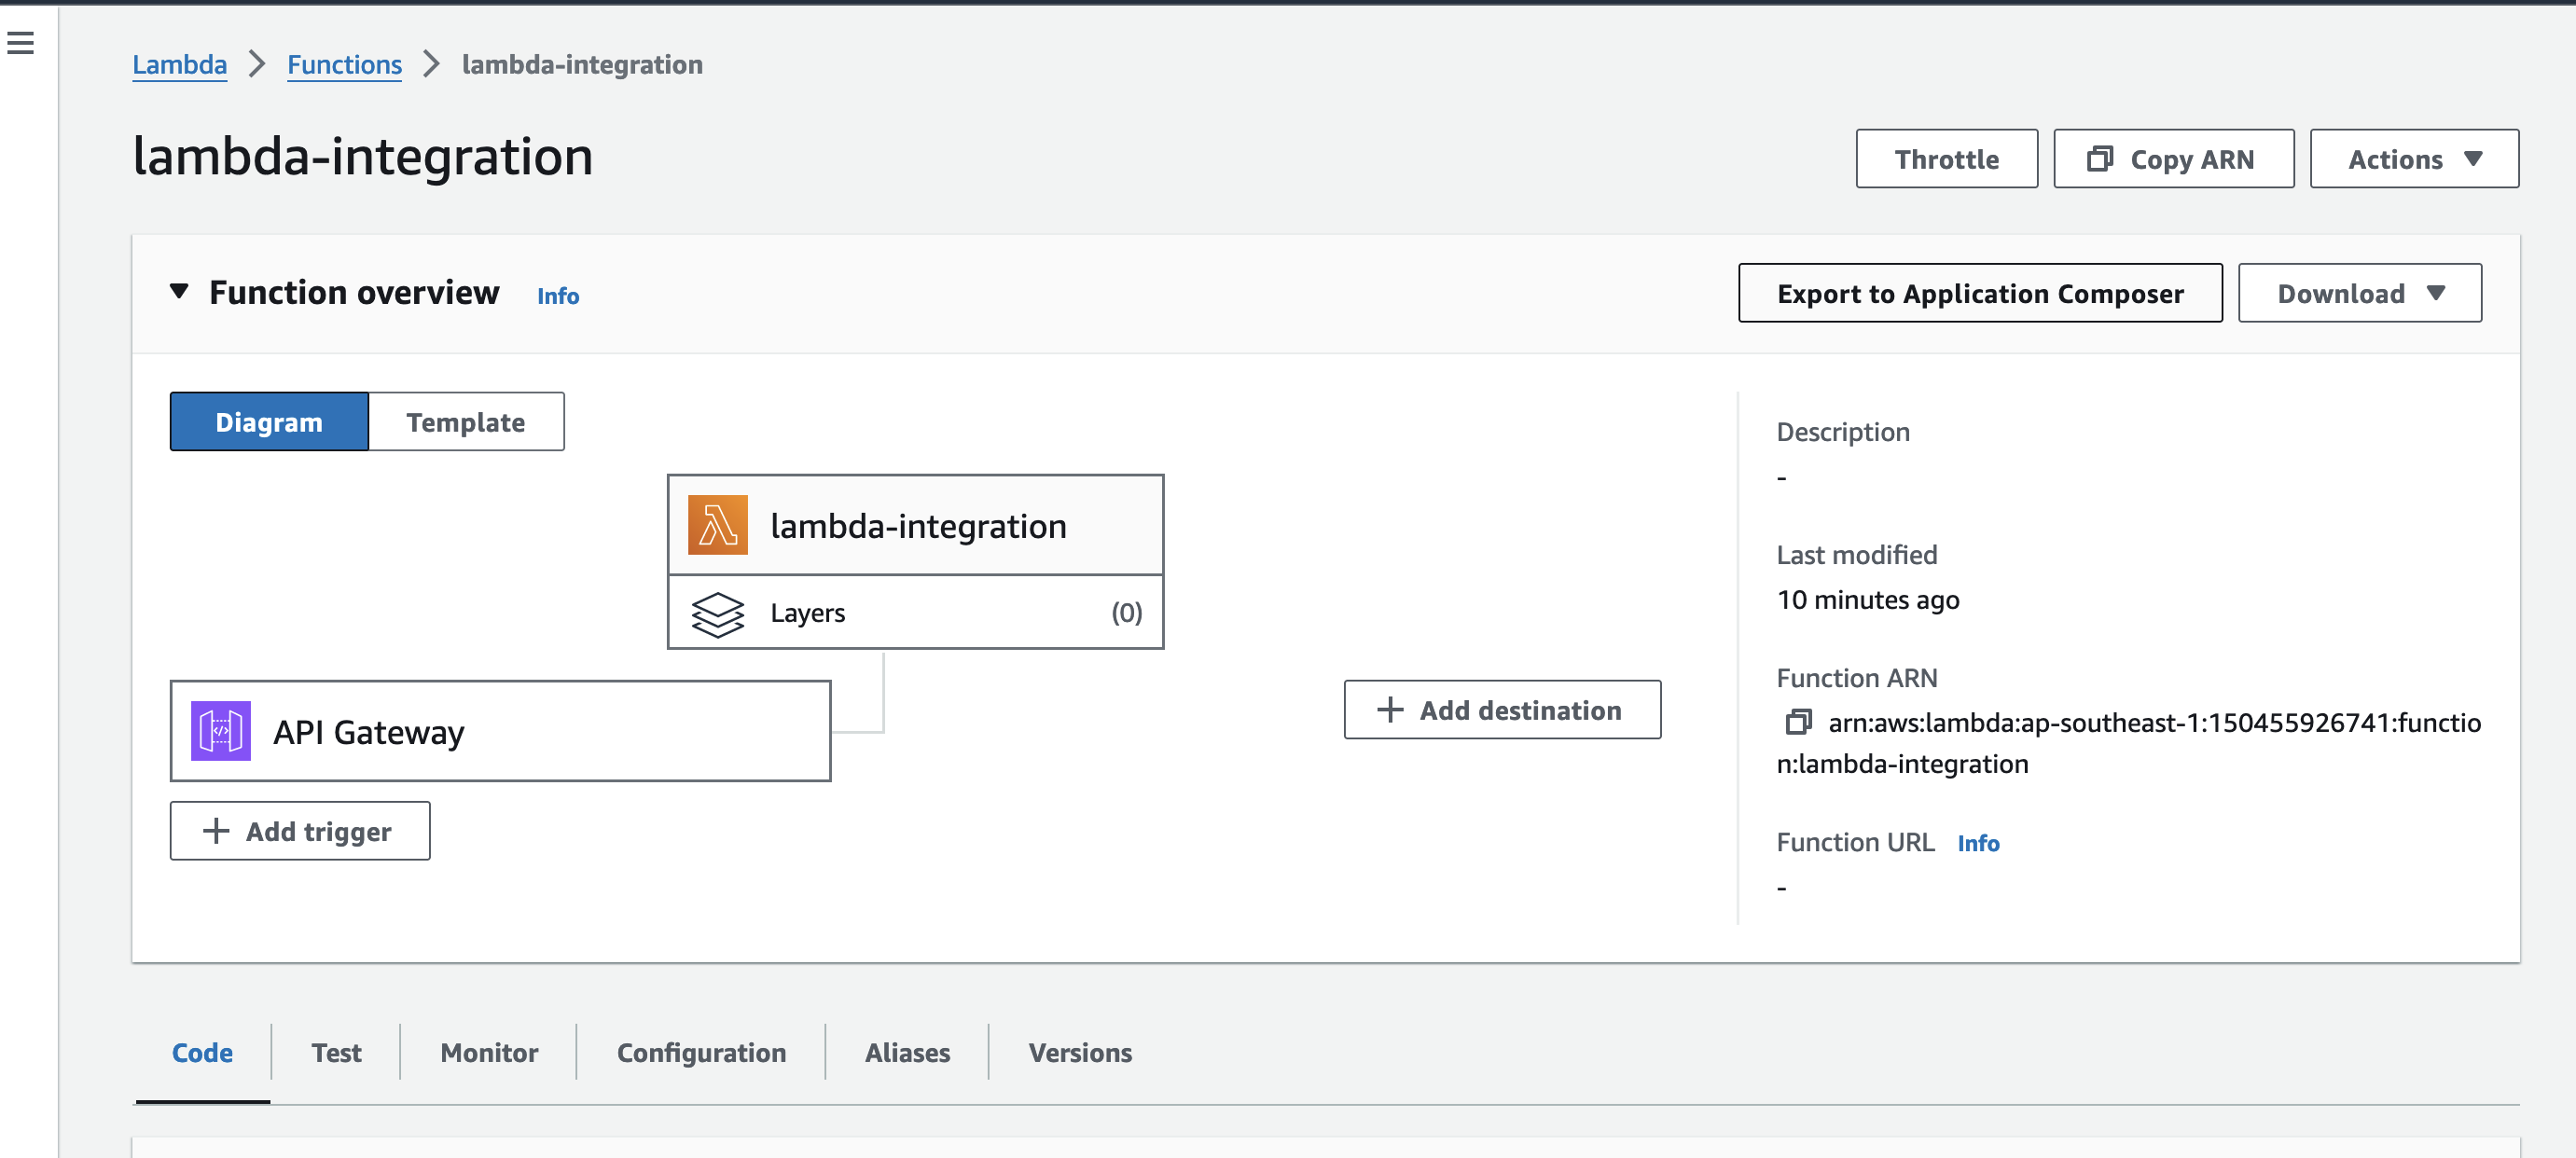 Lambda > Functions > lambda-integration
lambda-integration
Throttle
Copy ARN
Actions
Function overview
Info
Export to Application Composer
Download
Diagram
Template
lambda-integration
Layers
(0)
API Gateway
Add trigger
Add destination
Description
-
Last modified
10 minutes ago
Function ARN
arn:aws:lambda:ap-southeast-1:150455926741:functio
n:lambda-integration
Function URL
Info
-
Code
Test
Monitor
Configuration
Aliases
Versions